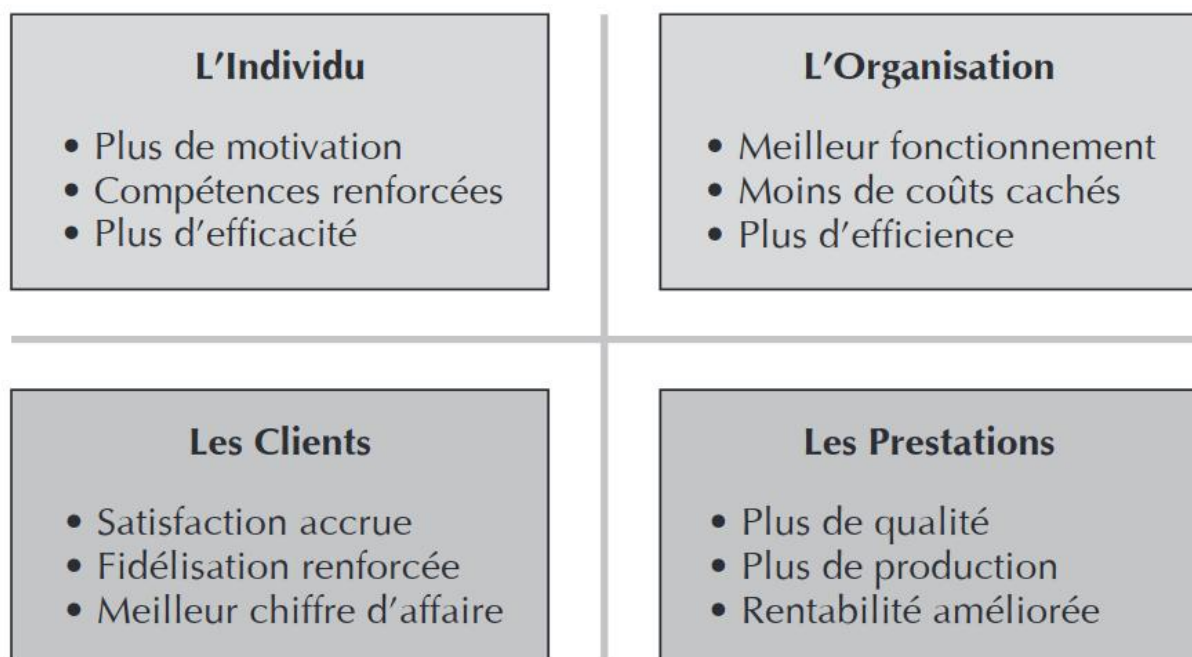 L'Individu
• Plus de motivation
• Compétences renforcées
• Plus d'efficacité
L'Organisation
• Meilleur fonctionnement
• Moins de coûts cachés
• Plus d'efficience
Les Clients
• Satisfaction accrue
• Fidélisation renforcée
• Meilleur chiffre d'affaire
Les Prestations
• Plus de qualité
• Plus de production
• Rentabilité améliorée